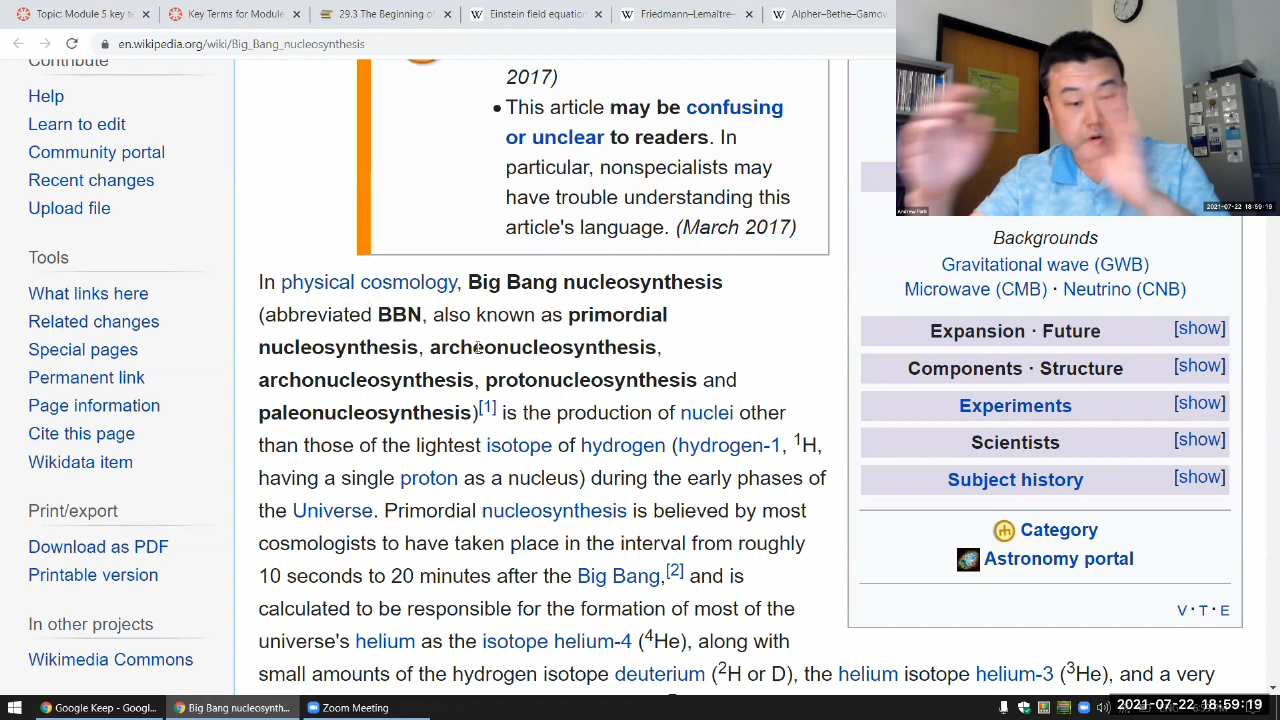 Topic: Module 5 key te
Key Terms for Module
29.3 The Beginning of
Einstein field equation
Friedmann–Lemaître–
Alpher–Bethe–Gamow
en.wikipedia.org/wiki/Big_Bang_nucleosynthesis
Contribute
Help
Learn to edit
Community portal
Recent changes
Upload file
Tools
What links here
Related changes
Special pages
Permanent link
Page information
Cite this page
Wikidata item
Print/export
Download as PDF
Printable version
In other projects
Wikimedia Commons
2017)
• This article may be confusing
or unclear to readers. In
particular, nonspecialists may
have trouble understanding this
article's language. (March 2017)
In physical cosmology, Big Bang nucleosynthesis
(abbreviated BBN, also known as primordial
nucleosynthesis, archeonucleosynthesis,
archonucleosynthesis, protonucleosynthesis and
paleonucleosynthesis)[1] is the production of nuclei other
than those of the lightest isotope of hydrogen (hydrogen-1, 1H,
having a single proton as a nucleus) during the early phases of
the Universe. Primordial nucleosynthesis is believed by most
cosmologists to have taken place in the interval from roughly
10 seconds to 20 minutes after the Big Bang,[2] and is
calculated to be responsible for the formation of most of the
universe's helium as the isotope helium-4 (4He), along with
small amounts of the hydrogen isotope deuterium (2H or D), the helium isotope helium-3 (3He), and a very
Andrew Park
2021-07-22 18:59:19
Backgrounds
Gravitational wave (GWB)
Microwave (CMB) · Neutrino (CNB)
Expansion · Future [show]
Components · Structure [show]
Experiments [show]
Scientists [show]
Subject history [show]
Category
Astronomy portal
V · T · E
Google Keep - Googl...
Big Bang nucleosynth...
Zoom Meeting
2021-07-22 18:59:19